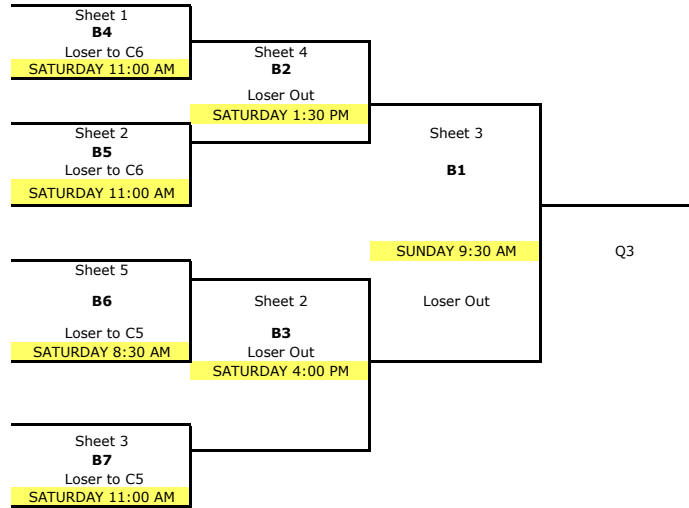 Sheet 1
B4
Loser to C6
SATURDAY 11:00 AM
Sheet 4
B2
Loser Out
SATURDAY 1:30 PM
Sheet 2
B5
Loser to C6
SATURDAY 11:00 AM
Sheet 3
B1
SUNDAY 9:30 AM
Loser Out
Q3
Sheet 5
B6
Loser to C5
SATURDAY 8:30 AM
Sheet 2
B3
Loser Out
SATURDAY 4:00 PM
Sheet 3
B7
Loser to C5
SATURDAY 11:00 AM